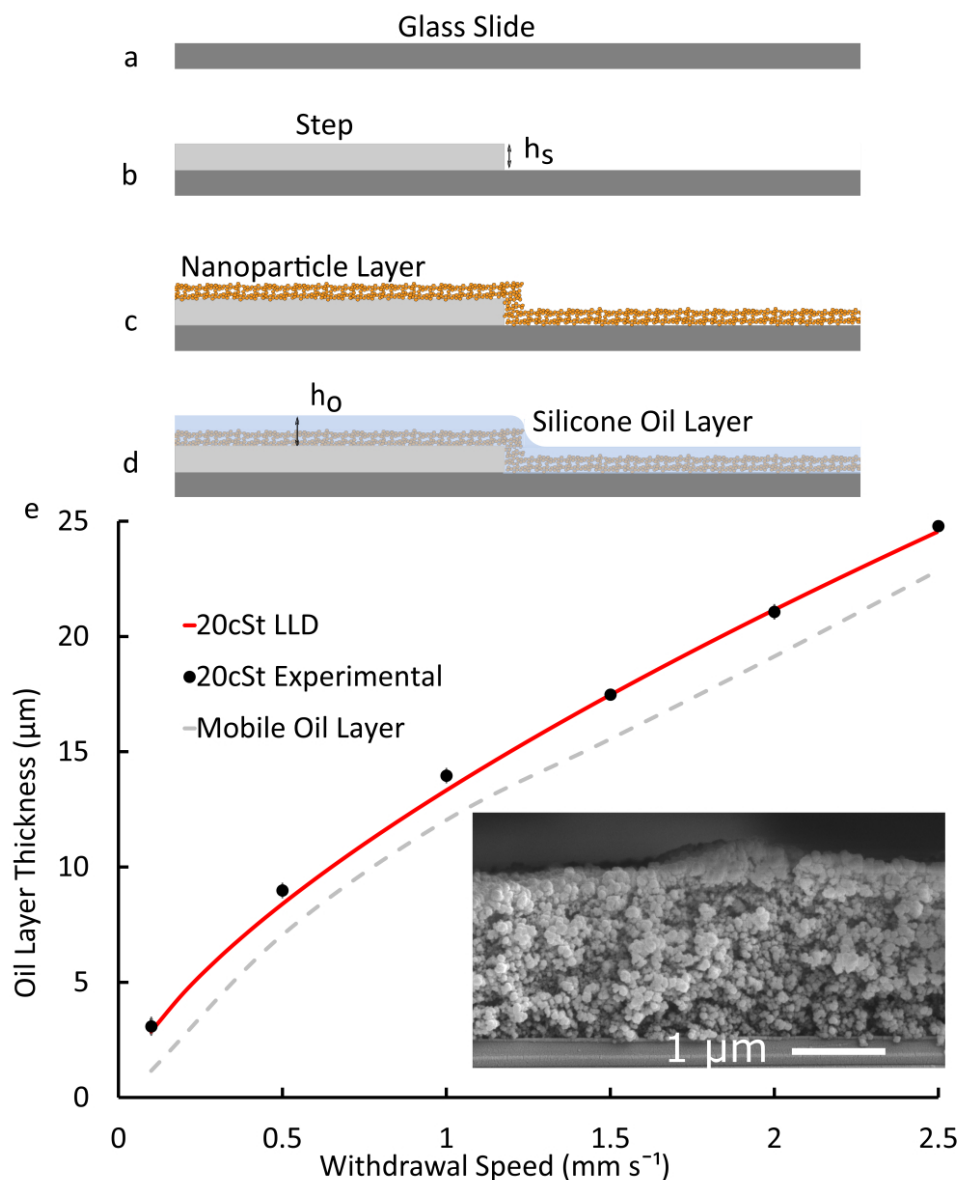 Glass Slide
a
Step
hs
b
Nanoparticle Layer
c
ho
Silicone Oil Layer
d
e
25
20
15
10
5
0
Oil Layer Thickness (μm)
20cSt LLD
20cSt Experimental
Mobile Oil Layer
1 μm
0 0.5 1 1.5 2 2.5
Withdrawal Speed (mm s⁻¹)